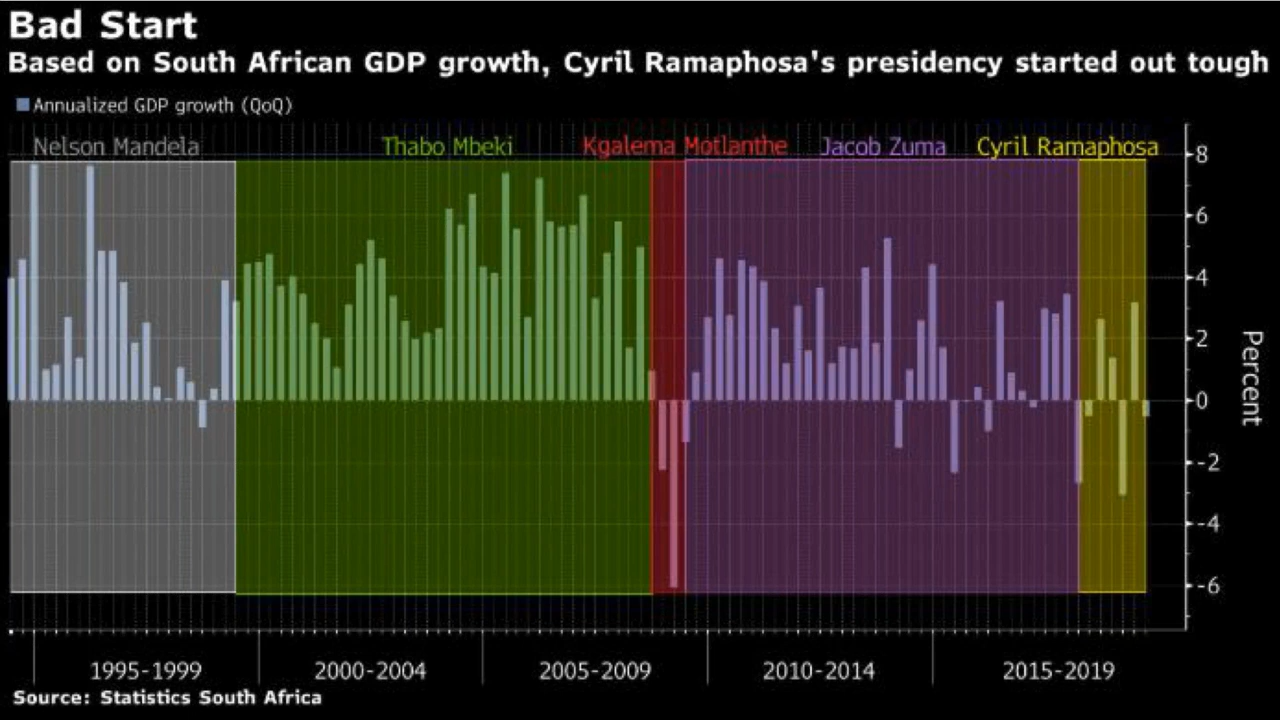 Bad Start
Based on South African GDP growth, Cyril Ramaphosa's presidency started out tough
Annualized GDP growth (QoQ)
Nelson Mandela Thabo Mbeki Kgalema Motlanthe Jacob Zuma Cyril Ramaphosa
8
6
4
2
0
-2
-4
-6
Percent
1995-1999 2000-2004 2005-2009 2010-2014 2015-2019
Source: Statistics South Africa